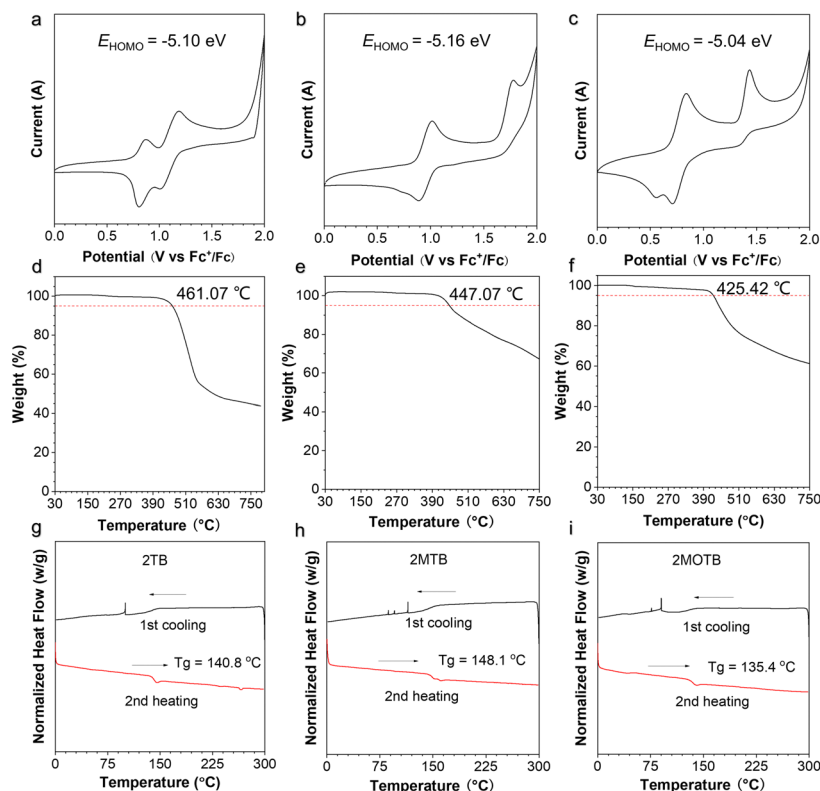 a
E_HOMO = -5.10 eV
Current (A)
0.0 0.5 1.0 1.5 2.0
Potential (V vs Fc⁺/Fc)
b
E_HOMO = -5.16 eV
Current (A)
0.0 0.5 1.0 1.5 2.0
Potential (V vs Fc⁺/Fc)
c
E_HOMO = -5.04 eV
Current (A)
0.0 0.5 1.0 1.5 2.0
Potential (V vs Fc⁺/Fc)
d
461.07 ℃
Weight (%)
100
80
60
40
20
0
30 150 270 390 510 630 750
Temperature (°C)
e
447.07 ℃
Weight (%)
100
80
60
40
20
0
30 150 270 390 510 630 750
Temperature (°C)
f
425.42 ℃
Weight (%)
100
80
60
40
20
0
30 150 270 390 510 630 750
Temperature (°C)
g
2TB
Normalized Heat Flow (w/g)
1st cooling
Tg = 140.8 °C
2nd heating
0 75 150 225 300
Temperature (°C)
h
2MTB
Normalized Heat Flow (w/g)
1st cooling
Tg = 148.1 °C
2nd heating
0 75 150 225 300
Temperature (°C)
i
2MOTB
Normalized Heat Flow (w/g)
1st cooling
Tg = 135.4 °C
2nd heating
0 75 150 225 300
Temperature (°C)